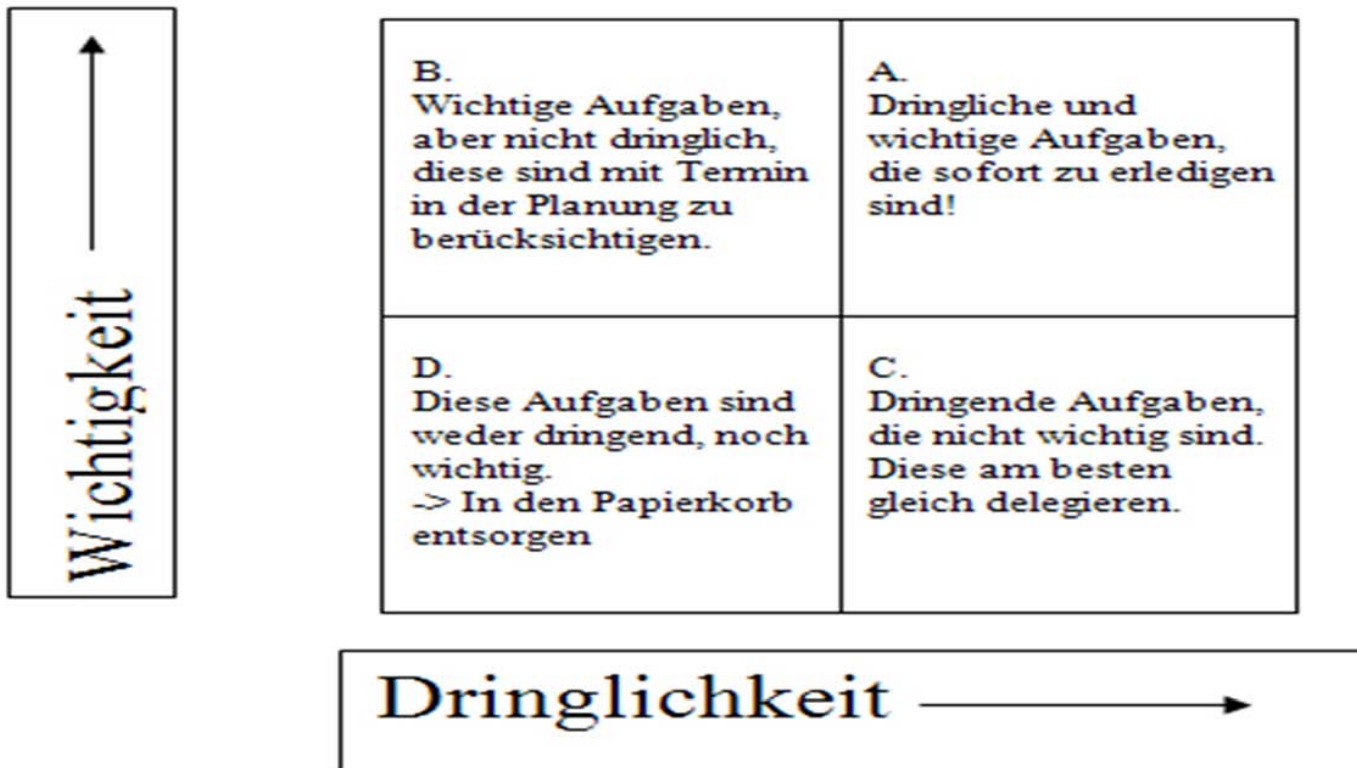 Wichtigkeit
B.
Wichtige Aufgaben,
aber nicht dringlich,
diese sind mit Termin
in der Planung zu
berücksichtigen.
A.
Dringliche und
wichtige Aufgaben,
die sofort zu erledigen
sind!
D.
Diese Aufgaben sind
weder dringend, noch
wichtig.
-> In den Papierkorb
entsorgen
C.
Dringende Aufgaben,
die nicht wichtig sind.
Diese am besten
gleich delegieren.
Dringlichkeit